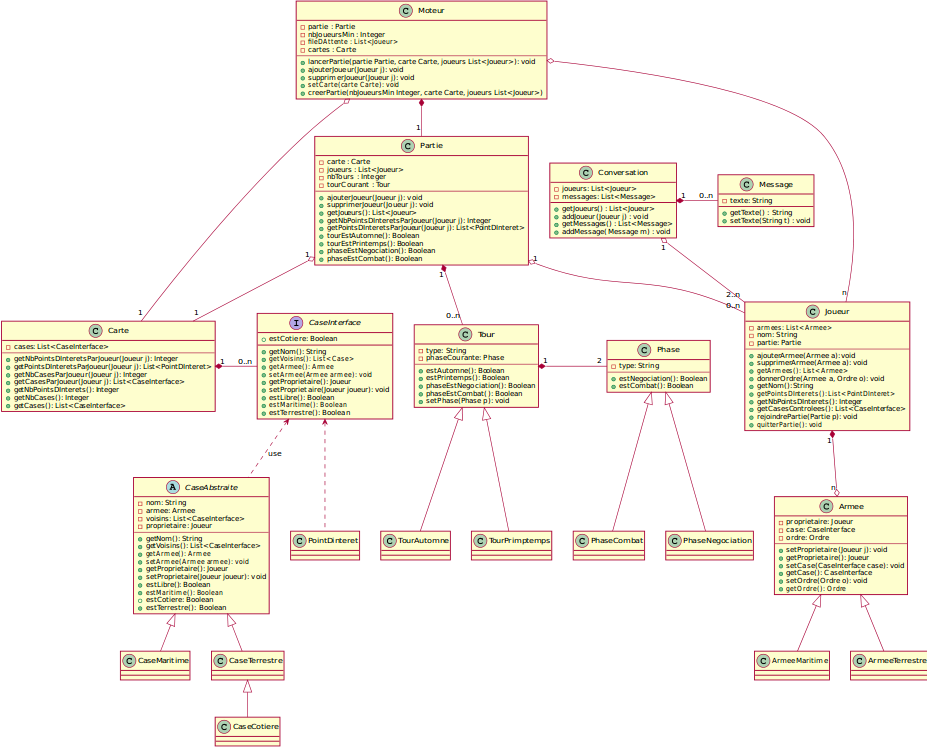 C Moteur
partie : Partie
nbJoueursMin : Integer
fileDAttente : List<Joueur>
cartes : Carte
lancerPartie(partie Partie, carte Carte, joueurs List<Joueur>): void
ajouterJoueur(Joueur j): void
supprimerJoueur(Joueur j): void
setCarte(carte Carte): void
creerPartie(nbJoueursMin Integer, carte Carte, joueurs List<Joueur>)
1
C Partie
carte : Carte
joueurs : List<Joueur>
nbTours : Integer
tourCourant : Tour
ajouterJoueur(Joueur j): void
supprimerJoueur(Joueur j): void
getJoueurs() : List<Joueur>
getNbPointsDInteretsParJoueur(Joueur j): Integer
getPointsDInteretsParJoueur(Joueur j): List<PointDInteret>
tourEstAutomne(): Boolean
tourEstPrintemps(): Boolean
phaseEstNegociation(): Boolean
phaseEstCombat(): Boolean
C Conversation
joueurs: List<Joueur>
messages: List<Message>
getJoueurs() : List<Joueur>
addJoueur(Joueur j) : void
getMessages() : List<Message>
addMessage( Message m) : void
1 0..n
C Message
texte: String
getTexte() : String
setTexte(String t) : void
1
1
1
1
1
1
0..n
2..n
0..n
n
C Carte
cases: List<CaseInterface>
getNbPointsDInteretsParJoueur(Joueur j): Integer
getPointsDInteretsParJoueur(Joueur j): List<PointDInteret>
getNbCasesParJoueur(Joueur j): Integer
getCasesParJoueur(Joueur j): List<CaseInterface>
getNbPointsDInterets(): Integer
getNbCases(): Integer
getCases(): List<CaseInterface>
1 0..n
I CaseInterface
estCotiere: Boolean
getNom(): String
getVoisins(): List<Case>
getArmee(): Armee
setArmee(Armee armee): void
getProprietaire(): Joueur
setProprietaire(Joueur joueur): void
estLibre(): Boolean
estMaritime(): Boolean
estTerrestre(): Boolean
C Tour
type: String
phaseCourante: Phase
estAutomne(): Boolean
estPrintemps(): Boolean
phaseEstNegociation(): Boolean
phaseEstCombat(): Boolean
setPhase(Phase p): void
1 2
C Phase
type: String
estNegociation(): Boolean
estCombat(): Boolean
C Joueur
armees: List<Armee>
nom: String
partie: Partie
ajouterArmee(Armee a):void
supprimerArmee(Armee a): void
getArmees(): List<Armee>
donnerOrdre(Armee a, Ordre o): void
getNom():String
getPointsDInterets():List<PointDInteret>
getNbPointsDInterets(): Integer
getCasesControlees(): List<CaseInterface>
rejoindrePartie(Partie p): void
quitterPartie(): void
use
1
n
C Armee
proprietaire: Joueur
case: CaseInterface
ordre: Ordre
setProprietaire(Joueur j): void
getProprietaire(): Joueur
setCase(CaseInterface case): void
getCase(): CaseInterface
setOrdre(Ordre o): void
getOrdre(): Ordre
A CaseAbstraite
nom: String
armee: Armee
voisins: List<CaseInterface>
proprietaire: Joueur
getNom(): String
getVoisins(): List<CaseInterface>
getArmee(): Armee
setArmee(Armee armee): void
getProprietaire(): Joueur
setProprietaire(Joueur joueur): void
estLibre(): Boolean
estMaritime(): Boolean
estCotiere: Boolean
estTerrestre(): Boolean
C PointDinteret
C TourAutomne
C TourPrimptemps
C PhaseCombat
C PhaseNegociation
C CaseMaritime
C CaseTerrestre
C ArmeeMaritime
C ArmeeTerrestre
C CaseCotiere